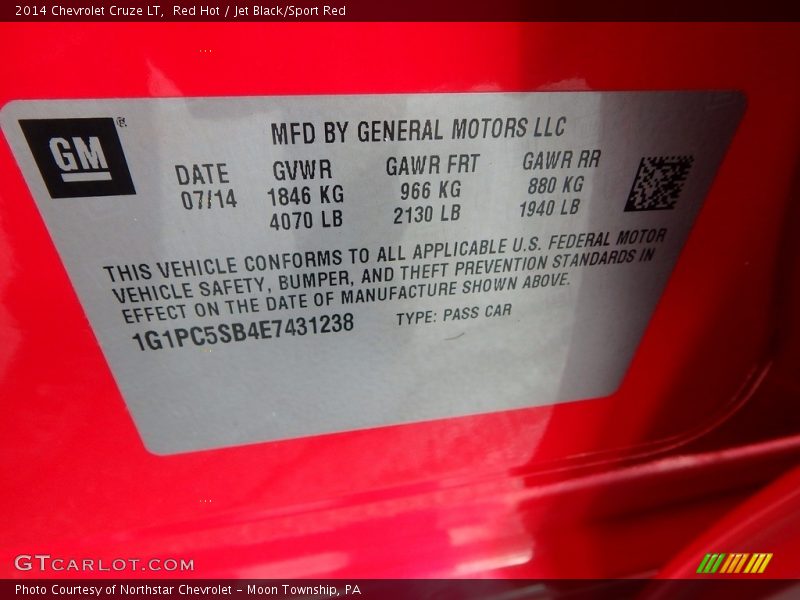 2014 Chevrolet Cruze LT, Red Hot / Jet Black/Sport Red
GM®
MFD BY GENERAL MOTORS LLC
DATE GVWR GAWR FRT GAWR RR
07/14 1846 KG 966 KG 880 KG
4070 LB 2130 LB 1940 LB
THIS VEHICLE CONFORMS TO ALL APPLICABLE U.S. FEDERAL MOTOR
VEHICLE SAFETY, BUMPER, AND THEFT PREVENTION STANDARDS IN
EFFECT ON THE DATE OF MANUFACTURE SHOWN ABOVE.
1G1PC5SB4E7431238 TYPE: PASS CAR
GTCARLOT.COM
Photo Courtesy of Northstar Chevrolet - Moon Township, PA